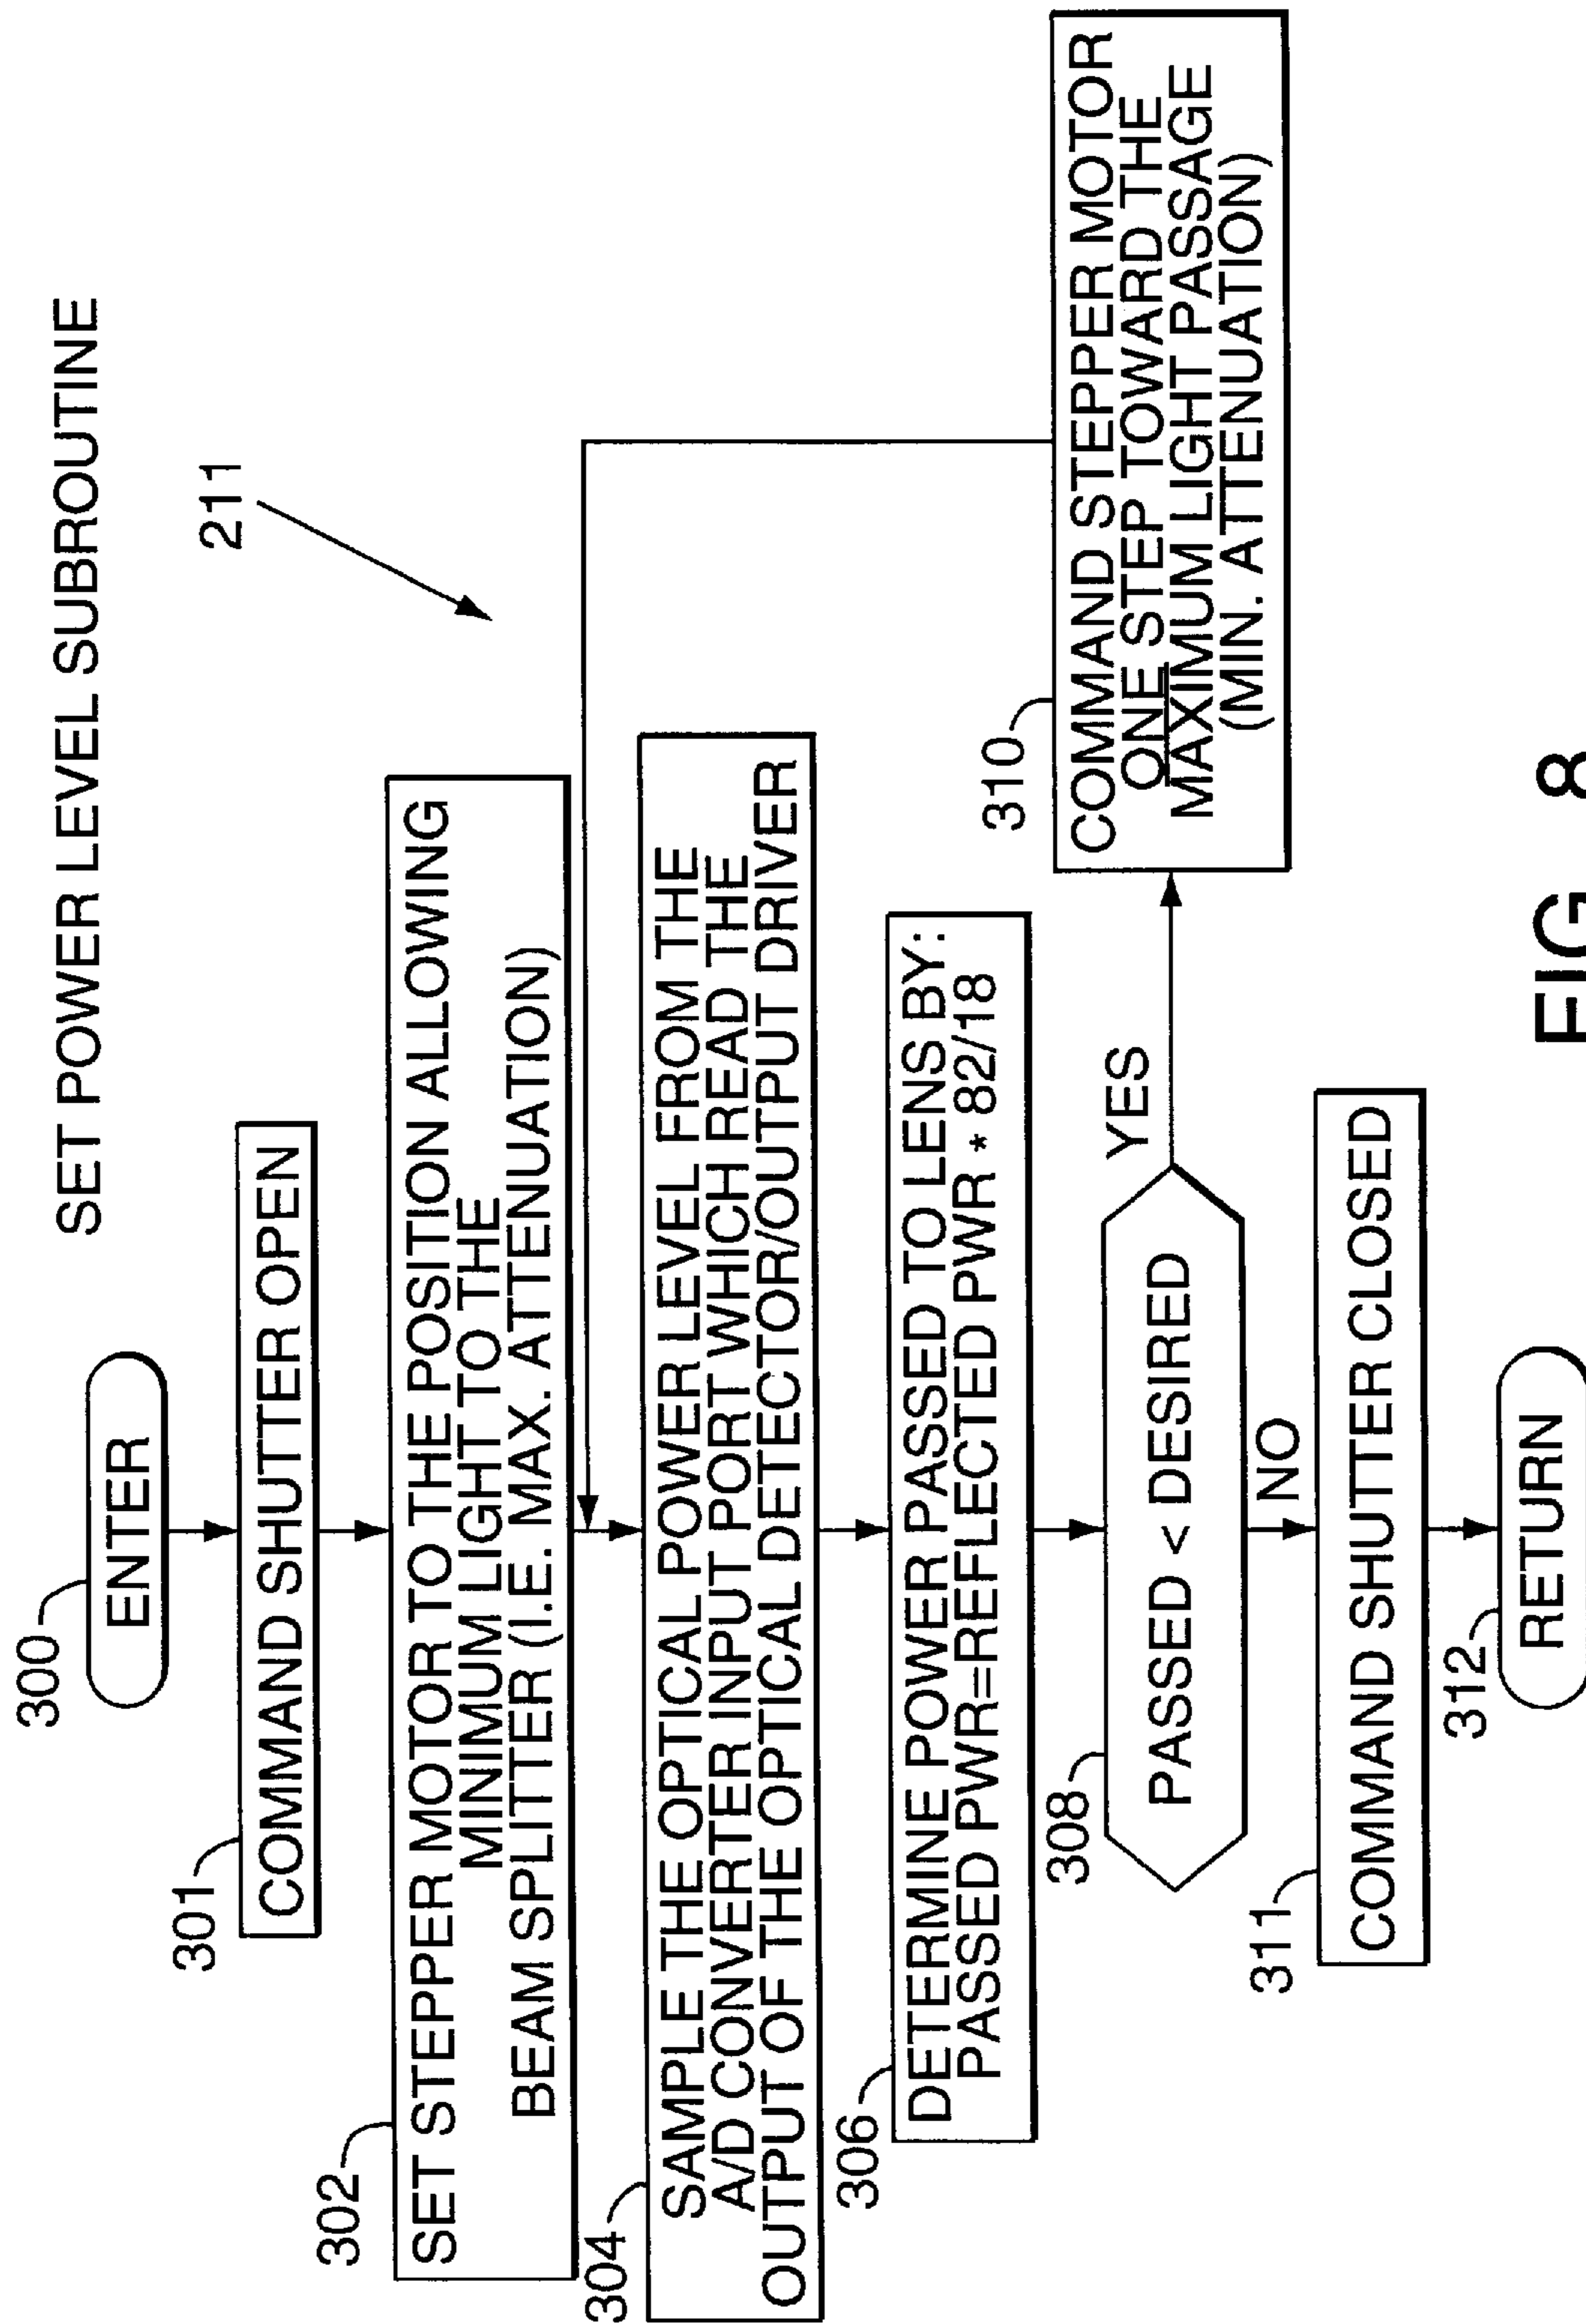 SET POWER LEVEL SUBROUTINE
211
300
ENTER
301
COMMAND SHUTTER OPEN
302
SET STEPPER MOTOR TO THE POSITION ALLOWING
MINIMUM LIGHT TO THE
BEAM SPLITTER (I.E. MAX. ATTENUATION)
304
SAMPLE THE OPTICAL POWER LEVEL FROM THE
A/D CONVERTER INPUT PORT WHICH READ THE
OUTPUT OF THE OPTICAL DETECTOR/OUTPUT DRIVER
306
DETERMINE POWER PASSED TO LENS BY:
PASSED PWR=REFLECTED PWR * 82/18
308
PASSED < DESIRED
YES
310
COMMAND STEPPER MOTOR
ONE STEP TOWARD THE
MAXIMUM LIGHT PASSAGE
(MIN. ATTENUATION)
NO
311
COMMAND SHUTTER CLOSED
312
RETURN
FIG 8